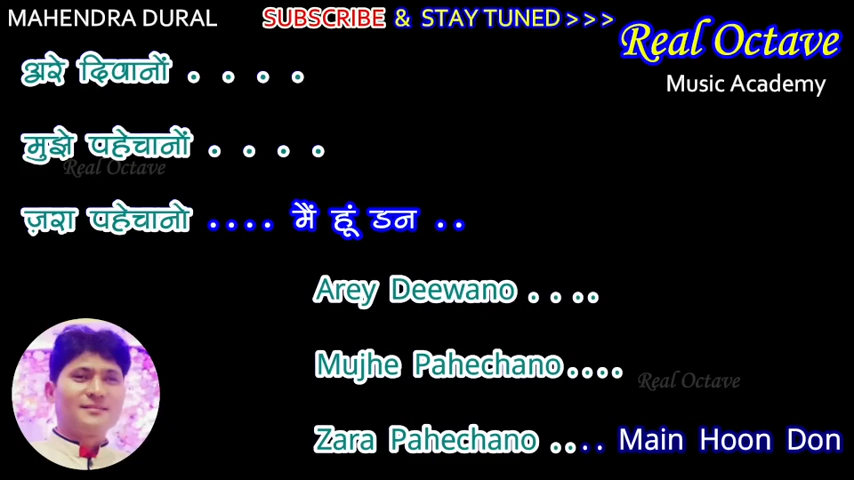 MAHENDRA DURAL
SUBSCRIBE & STAY TUNED >>>
Real Octave
Music Academy
अरे दिवानों . . . .
मुझे पहेचानों . . . .
Real Octave
ज़रा पहेचानो .... मैं हूं डन ..
Arey Deewano ....
Mujhe Pahechano....
Real Octave
Zara Pahechano .... Main Hoon Don